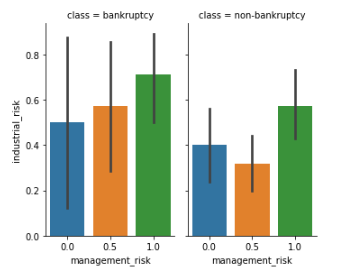 class = bankruptcy
class = non-bankruptcy
industrial_risk
0.8
0.6
0.4
0.2
0.0
0.0 0.5 1.0
0.0 0.5 1.0
management_risk
management_risk